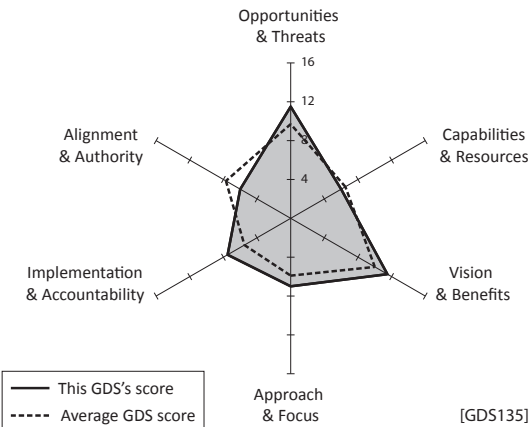 Opportunities
& Threats
16
12
8
4
Alignment
& Authority
Capabilities
& Resources
Implementation
& Accountability
Vision
& Benefits
This GDS's score
Average GDS score
Approach
& Focus
[GDS135]